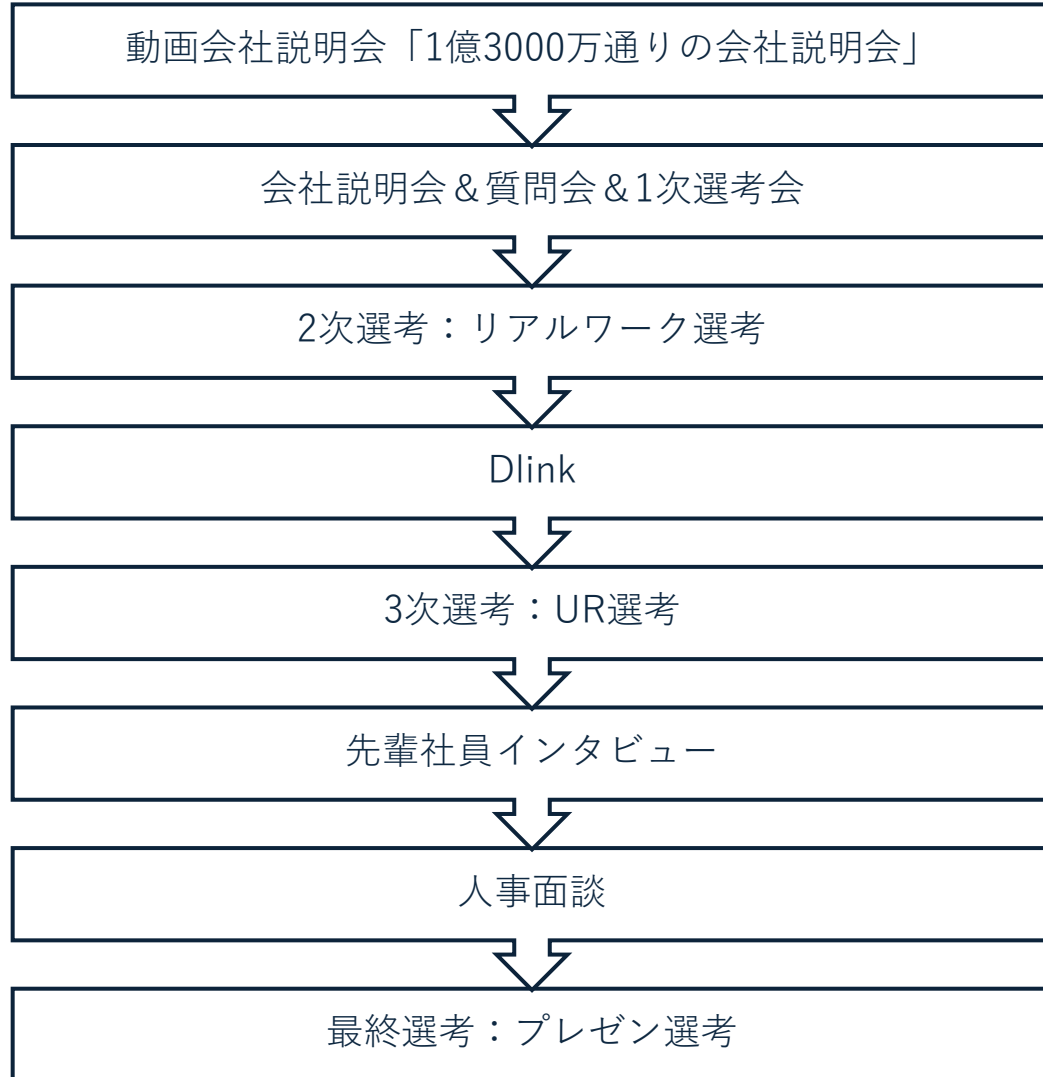 動画会社説明会「1億3000万通りの会社説明会」
会社説明会＆質問会＆1次選考会
2次選考：リアルワーク選考
Dlink
3次選考：UR選考
先輩社員インタビュー
人事面談
最終選考：プレゼン選考